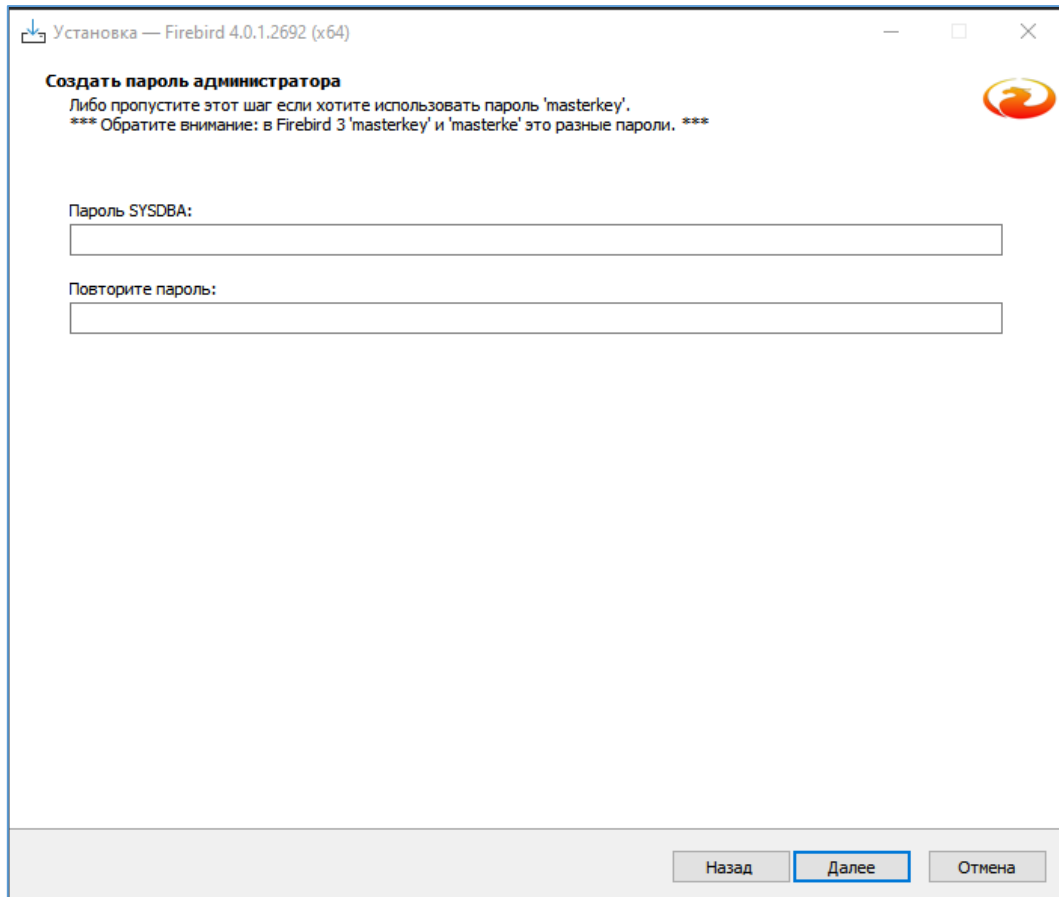 Установка — Firebird 4.0.1.2692 (x64)
Создать пароль администратора
Либо пропустите этот шаг если хотите использовать пароль 'masterkey'.
*** Обратите внимание: в Firebird 3 'masterkey' и 'masterke' это разные пароли. ***
Пароль SYSDBA:
Повторите пароль:
Назад Далее Отмена